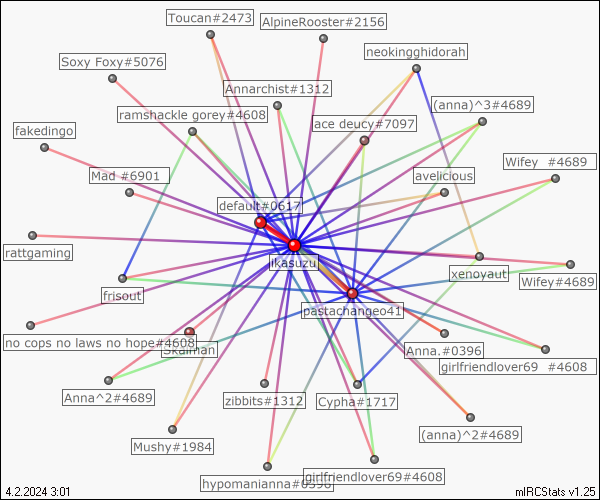 Toucan#2473
AlpineRooster#2156
neokingghidorah
Soxy Foxy#5076
Annarchist#1312
(anna)^3#4689
ramshackle gorey#4608
ace deucy#7097
fakedingo
Wifey #4689
Mad #6901
avelicious
default#0617
rattgaming
ikasuzu
xenoyaut
Wifey#4689
frisout
pastachangeo41
no cops no laws no hope#4608
Skallman
Anna.#0396
girlfriendlover69 #4608
Anna^2#4689
zibbits#1312
Cypha#1717
(anna)^2#4689
Mushy#1984
hypomanianna#0396
girlfriendlover69#4608
4.2.2024 3:01
mIRCStats v1.25